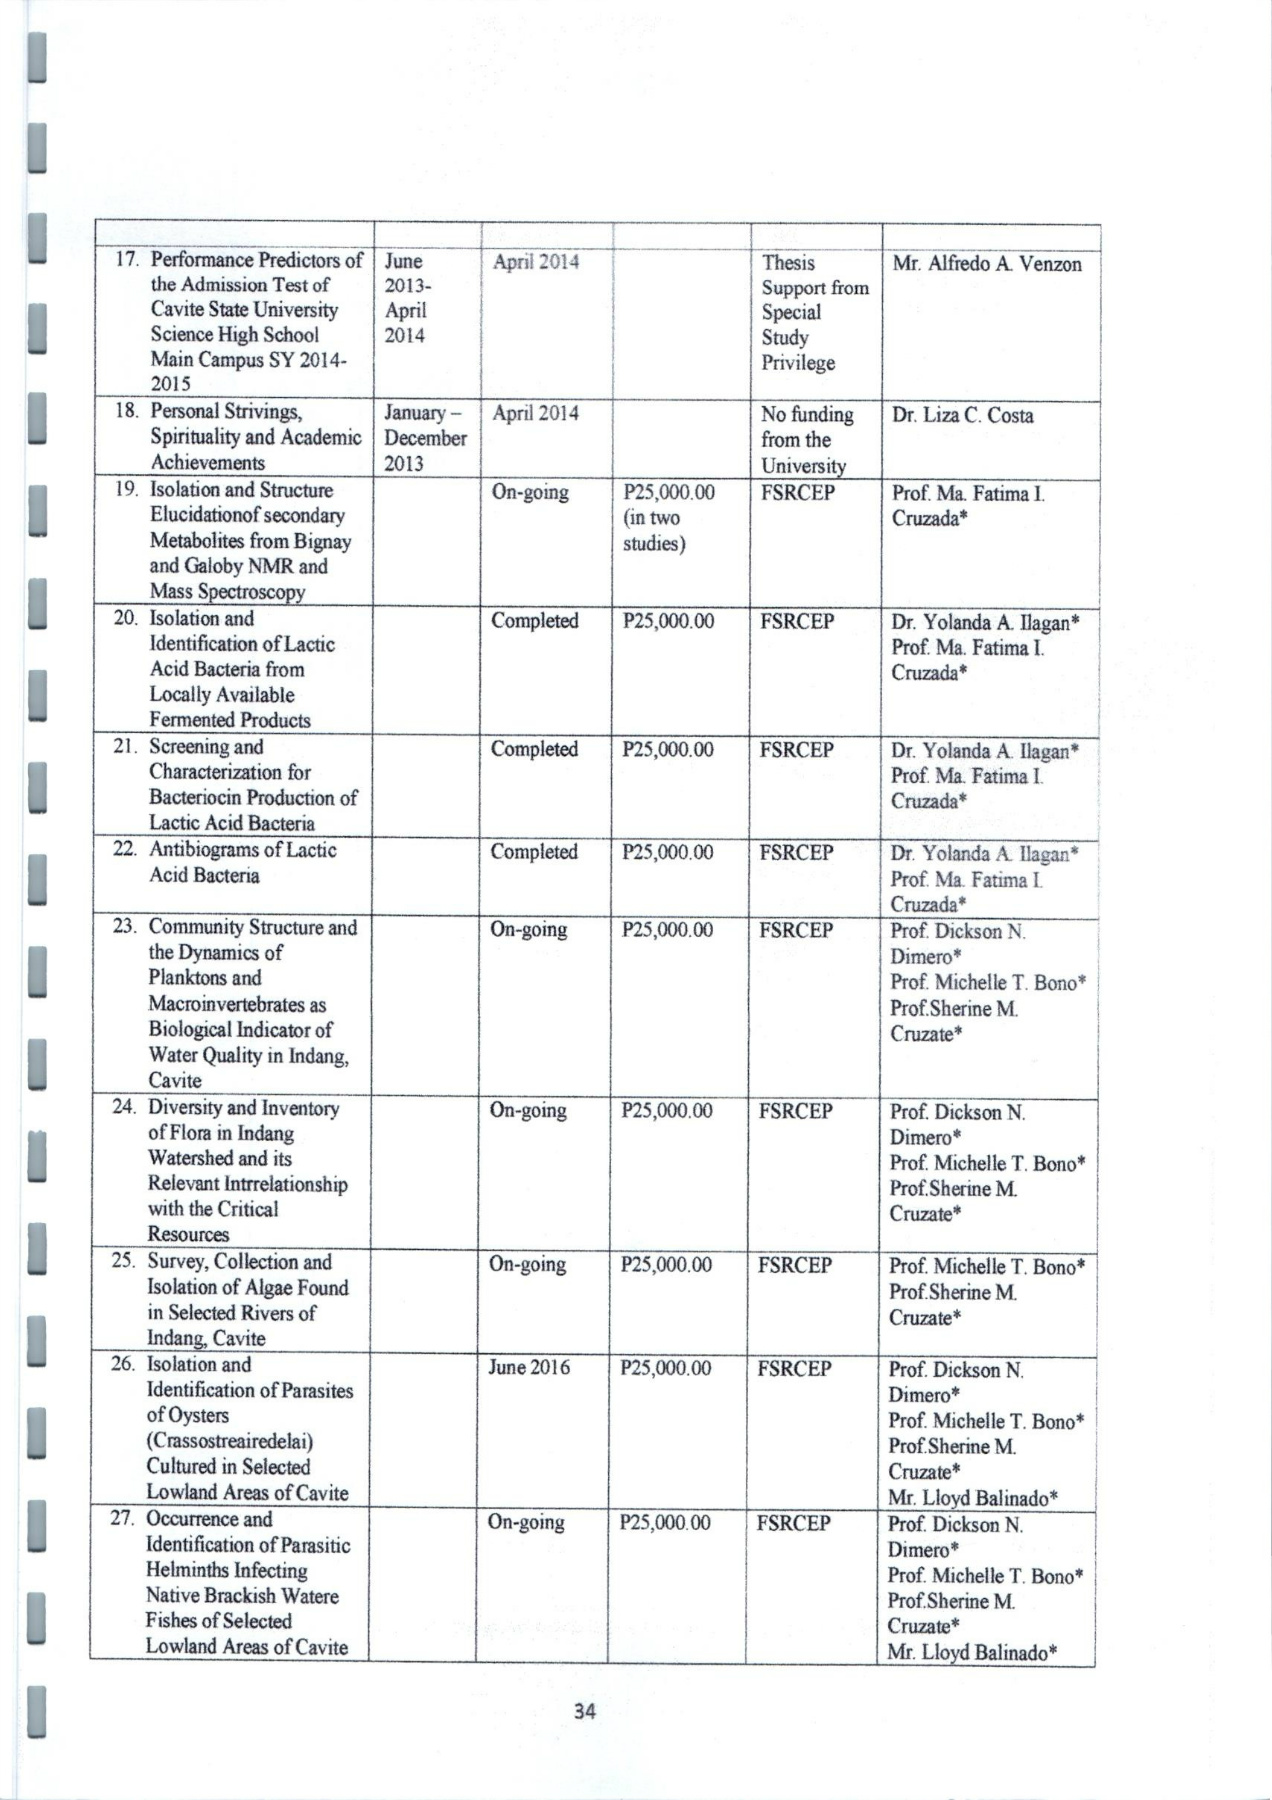 17. Performance Predictors of
the Admission Test of
Cavite State University
Science High School
Main Campus SY 2014-
2015
June
2013-
April
2014
April 2014
Thesis
Support from
Special
Study
Privilege
Mr. Alfredo A. Venzon
18. Personal Strivings,
Spirituality and Academic
Achievements
January –
December
2013
April 2014
No funding
from the
University
Dr. Liza C. Costa
19. Isolation and Structure
Elucidationof secondary
Metabolites from Bignay
and Galoby NMR and
Mass Spectroscopy
On-going
P25,000.00
(in two
studies)
FSRCEP
Prof. Ma. Fatima I.
Cruzada*
20. Isolation and
Identification of Lactic
Acid Bacteria from
Locally Available
Fermented Products
Completed
P25,000.00
FSRCEP
Dr. Yolanda A. Ilagan*
Prof. Ma. Fatima I.
Cruzada*
21. Screening and
Characterization for
Bacteriocin Production of
Lactic Acid Bacteria
Completed
P25,000.00
FSRCEP
Dr. Yolanda A. Ilagan*
Prof. Ma. Fatima I.
Cruzada*
22. Antibiograms of Lactic
Acid Bacteria
Completed
P25,000.00
FSRCEP
Dr. Yolanda A. Ilagan*
Prof. Ma. Fatima I.
Cruzada*
23. Community Structure and
the Dynamics of
Planktons and
Macroinvertebrates as
Biological Indicator of
Water Quality in Indang,
Cavite
On-going
P25,000.00
FSRCEP
Prof. Dickson N.
Dimero*
Prof. Michelle T. Bono*
Prof.Sherine M.
Cruzate*
24. Diversity and Inventory
of Flora in Indang
Watershed and its
Relevant Intrrelationship
with the Critical
Resources
On-going
P25,000.00
FSRCEP
Prof. Dickson N.
Dimero*
Prof. Michelle T. Bono*
Prof.Sherine M.
Cruzate*
25. Survey, Collection and
Isolation of Algae Found
in Selected Rivers of
Indang, Cavite
On-going
P25,000.00
FSRCEP
Prof. Michelle T. Bono*
Prof.Sherine M.
Cruzate*
26. Isolation and
Identification of Parasites
of Oysters
(Crassostreairedelai)
Cultured in Selected
Lowland Areas of Cavite
June 2016
P25,000.00
FSRCEP
Prof. Dickson N.
Dimero*
Prof. Michelle T. Bono*
Prof.Sherine M.
Cruzate*
Mr. Lloyd Balinado*
27. Occurrence and
Identification of Parasitic
Helminths Infecting
Native Brackish Watere
Fishes of Selected
Lowland Areas of Cavite
On-going
P25,000.00
FSRCEP
Prof. Dickson N.
Dimero*
Prof. Michelle T. Bono*
Prof.Sherine M.
Cruzate*
Mr. Lloyd Balinado*
34